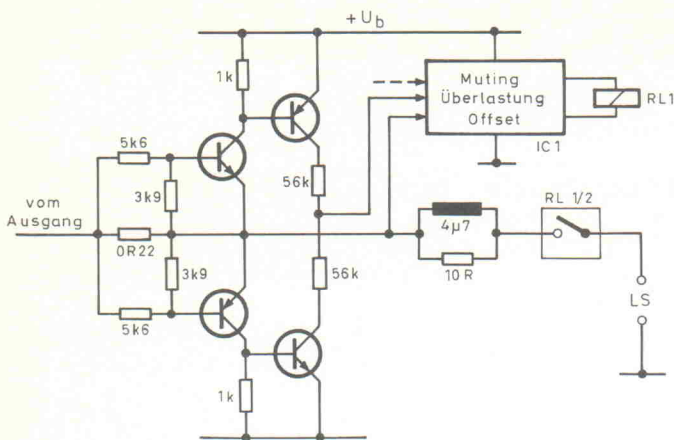 +Ub
1k
Muting
Überlastung
Offset
RL1
IC1
5k6
56k
3k9
vom
Ausgang
RL 1/2
0R22
4µ7
3k9
56k
10R
LS
5k6
1k